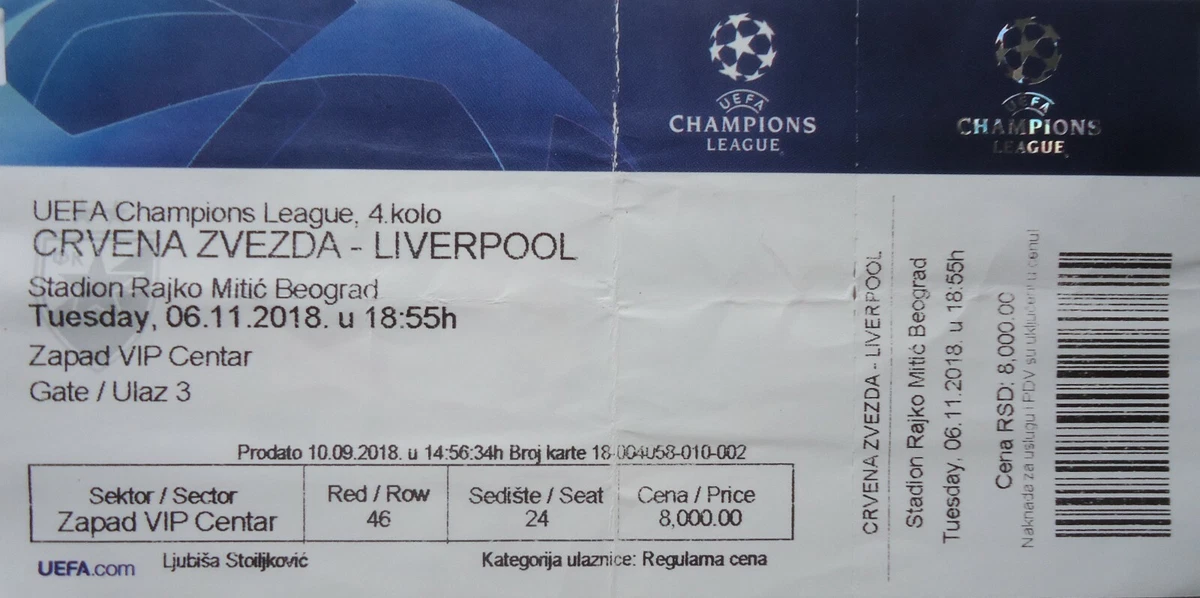 UEFA
CHAMPIONS
LEAGUE
UEFA
CHAMPIONS
LEAGUE
UEFA Champions League, 4.kolo
CRVENA ZVEZDA - LIVERPOOL
Stadion Rajko Mitić Beograd
Tuesday, 06.11.2018. u 18:55h
Zapad VIP Centar
Gate / Ulaz 3
Prodato 10.09.2018. u 14:56:34h Broj karte 18-004058-010-002
Sektor / Sector
Zapad VIP Centar
Red / Row
46
Sedište / Seat
24
Cena / Price
8,000.00
UEFA.com
Ljubiša Stoiljković
Kategorija ulaznice: Regularna cena
CRVENA ZVEZDA - LIVERPOOL
Stadion Rajko Mitić Beograd
Tuesday, 06.11.2018. u 18:55h
Cena RSD: 8,000.00
Naknada za uslugu i PDV su uključeni u cenu!